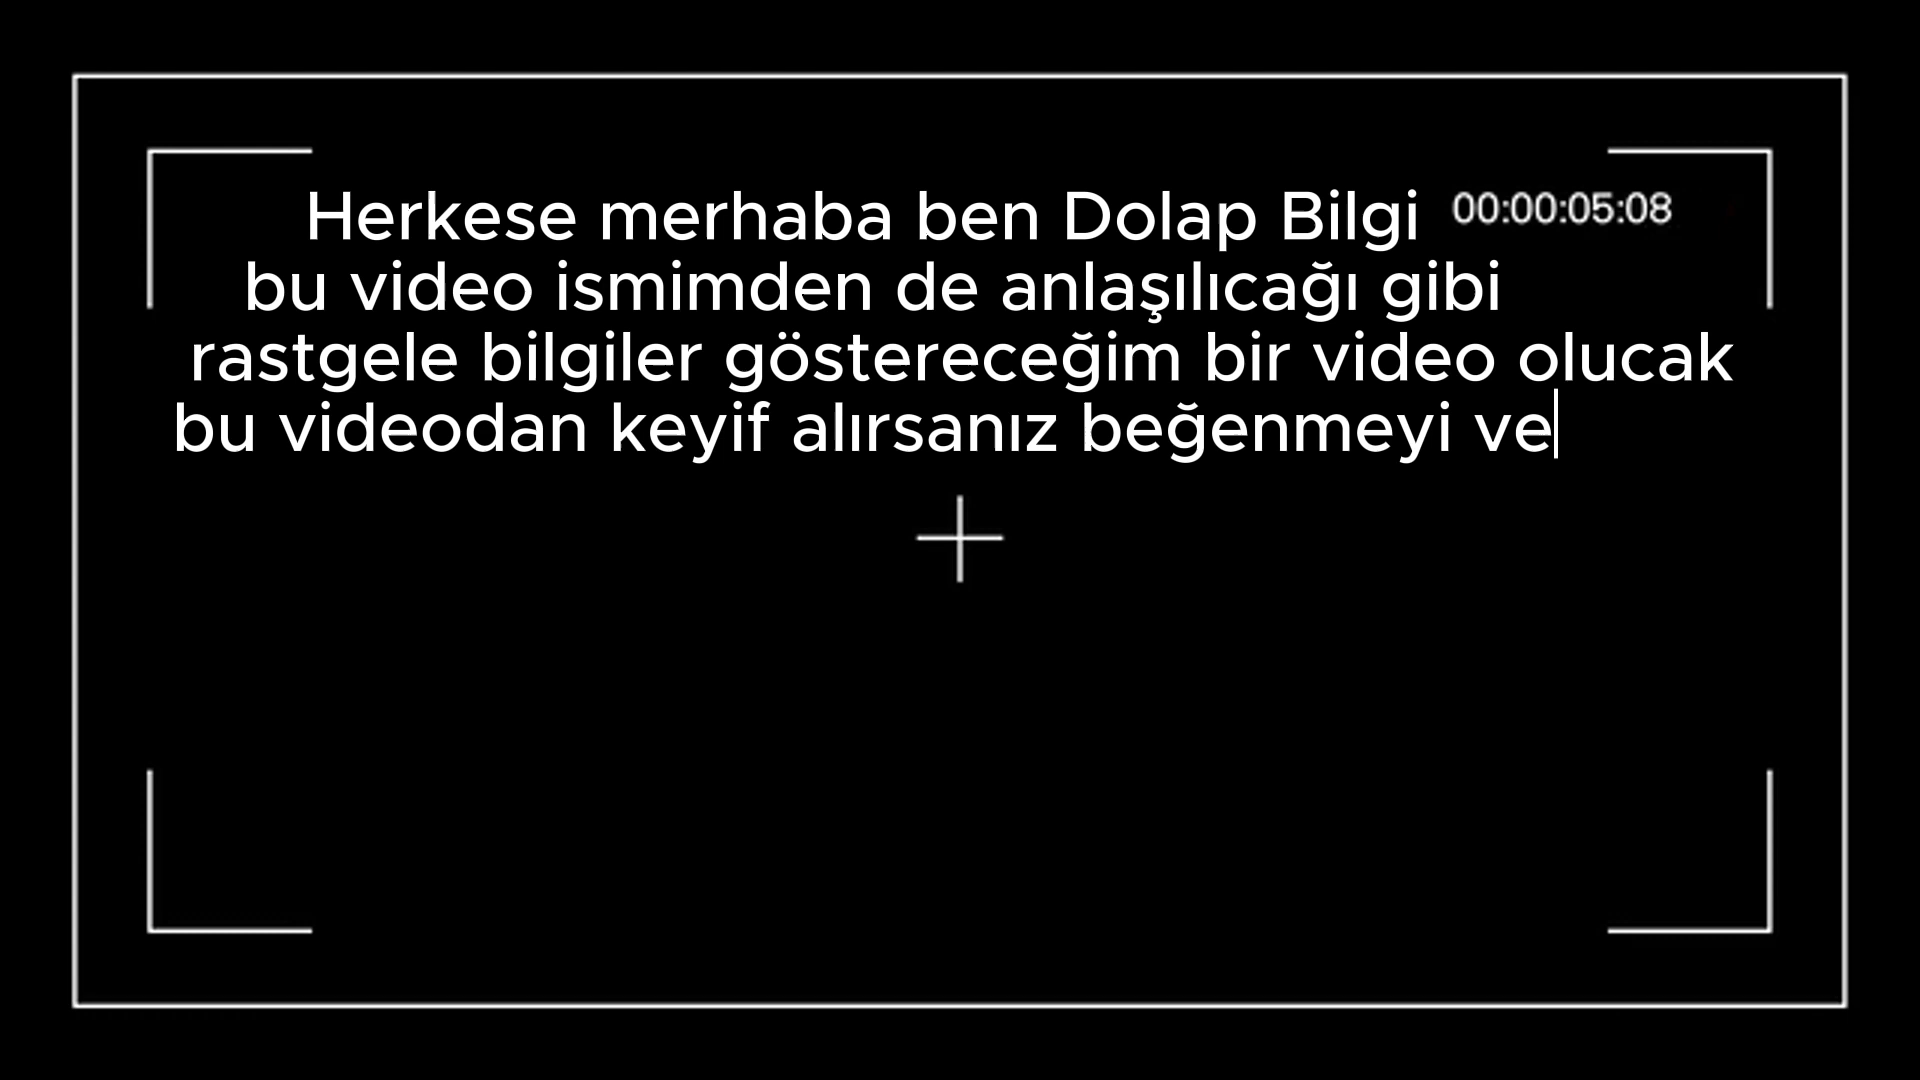 Herkese merhaba ben Dolap Bilgi 00:00:05:08
bu video ismimden de anlaşılıcağı gibi
rastgele bilgiler göstereceğim bir video olucak
bu videodan keyif alırsanız beğenmeyi ve